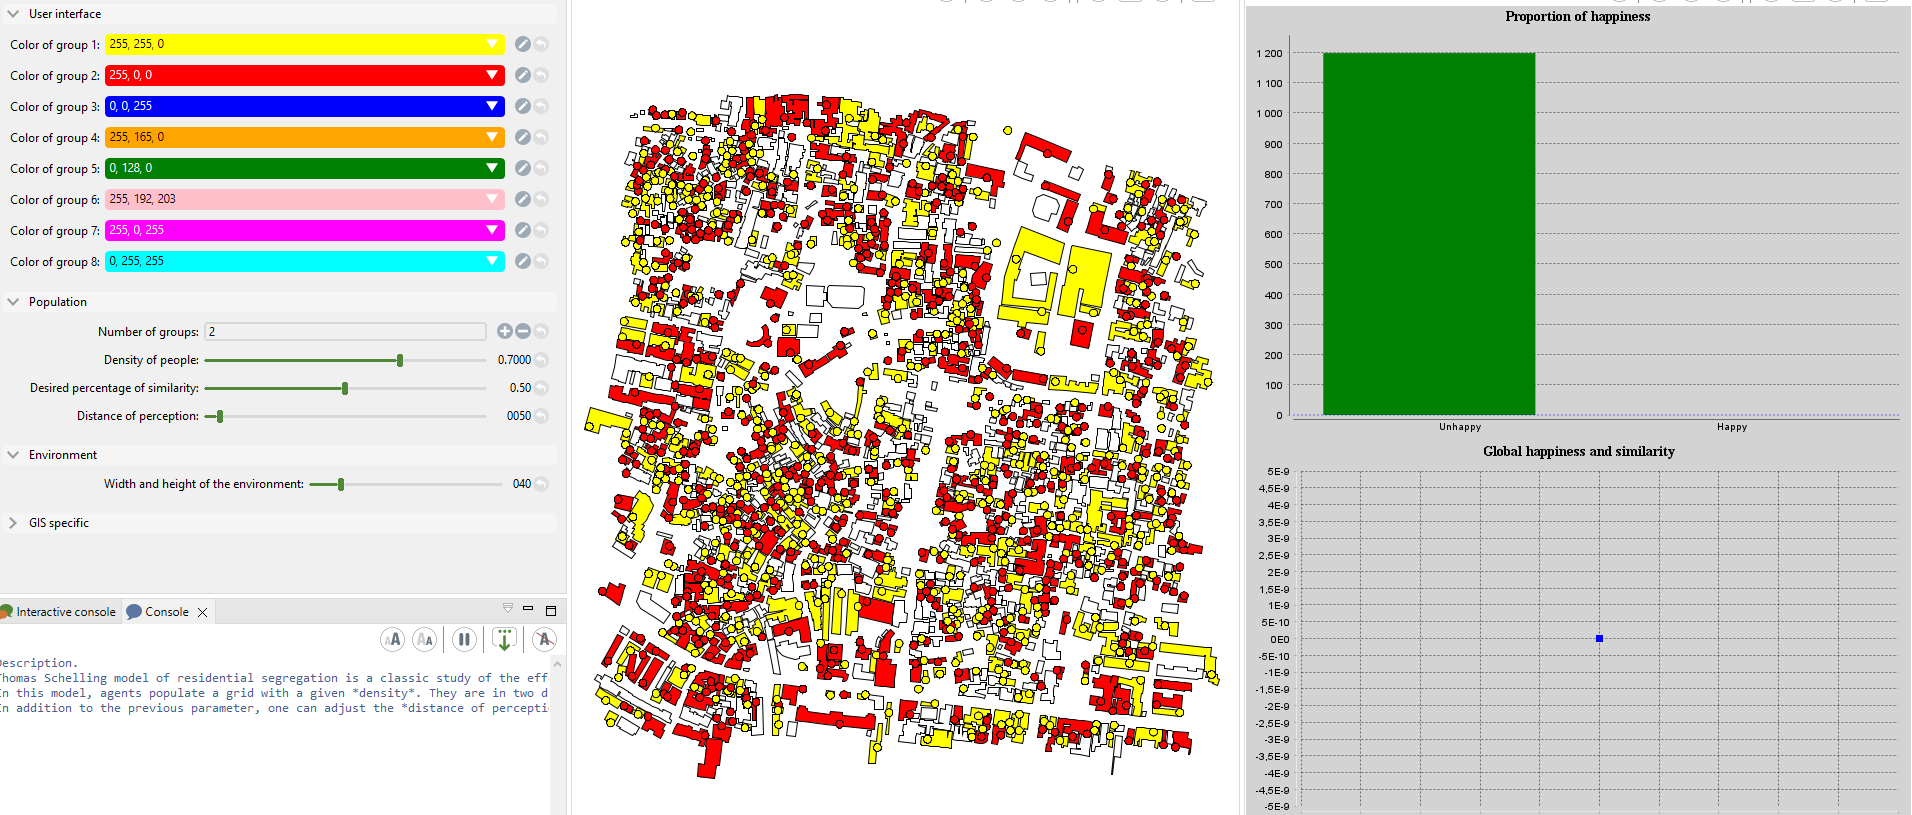 User interface
Color of group 1: 255, 255, 0
Color of group 2: 255, 0, 0
Color of group 3: 0, 0, 255
Color of group 4: 255, 165, 0
Color of group 5: 0, 128, 0
Color of group 6: 255, 192, 203
Color of group 7: 255, 0, 255
Color of group 8: 0, 255, 255
Population
Number of groups: 2
Density of people: 0.7000
Desired percentage of similarity: 0.50
Distance of perception: 0050
Environment
Width and height of the environment: 040
GIS specific
Interactive console
Console
AA
AA
A
escription.
Thomas Schelling model of residential segregation is a classic study of the eff
In this model, agents populate a grid with a given *density*. They are in two d
In addition to the previous parameter, one can adjust the *distance of percepti
Proportion of happiness
1 200
1 100
1 000
900
800
700
600
500
400
300
200
100
0
Unhappy
Happy
Global happiness and similarity
5E-9
4,5E-9
4E-9
3,5E-9
3E-9
2,5E-9
2E-9
1,5E-9
1E-9
5E-10
0E0
-5E-10
-1E-9
-1,5E-9
-2E-9
-2,5E-9
-3E-9
-3,5E-9
-4E-9
-4,5E-9
-5E-9